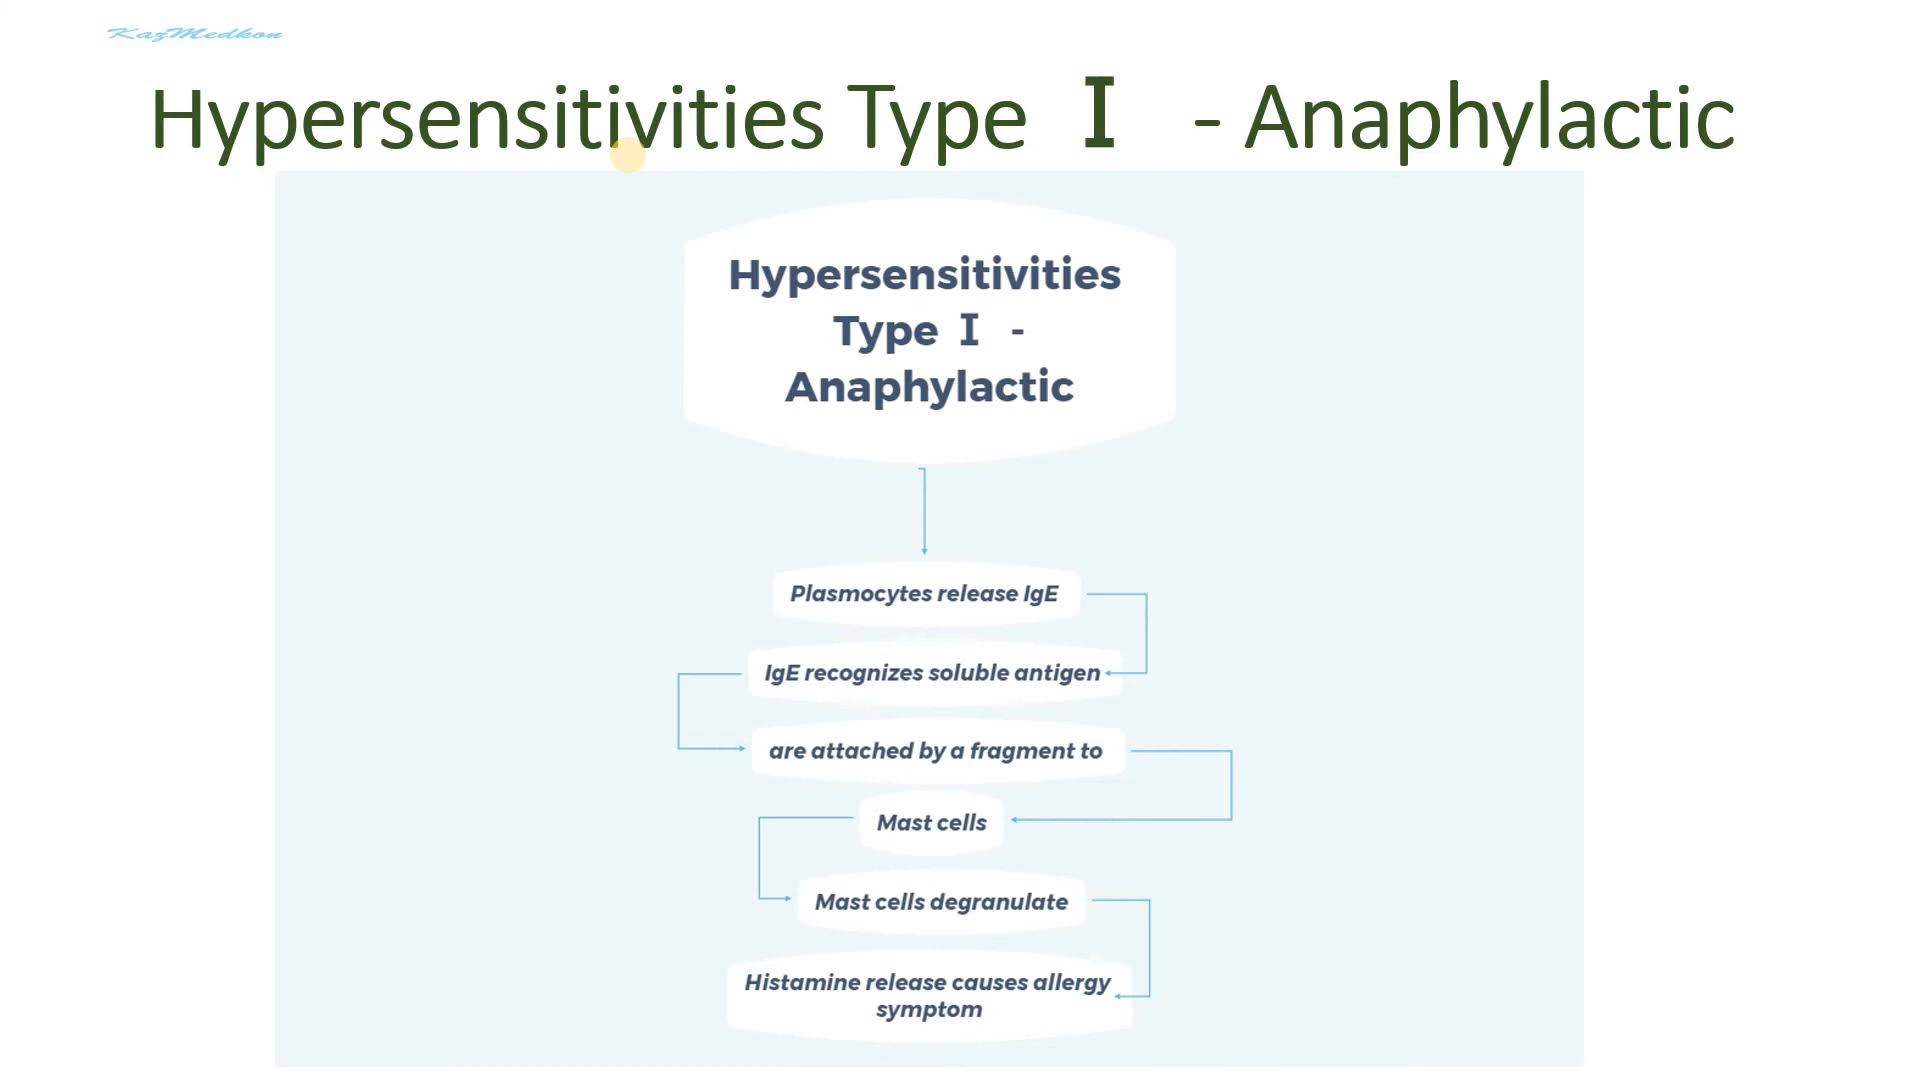 KazMedkon
Hypersensitivities Type I - Anaphylactic
Hypersensitivities
Type I -
Anaphylactic
Plasmocytes release IgE
IgE recognizes soluble antigen
are attached by a fragment to
Mast cells
Mast cells degranulate
Histamine release causes allergy
symptom